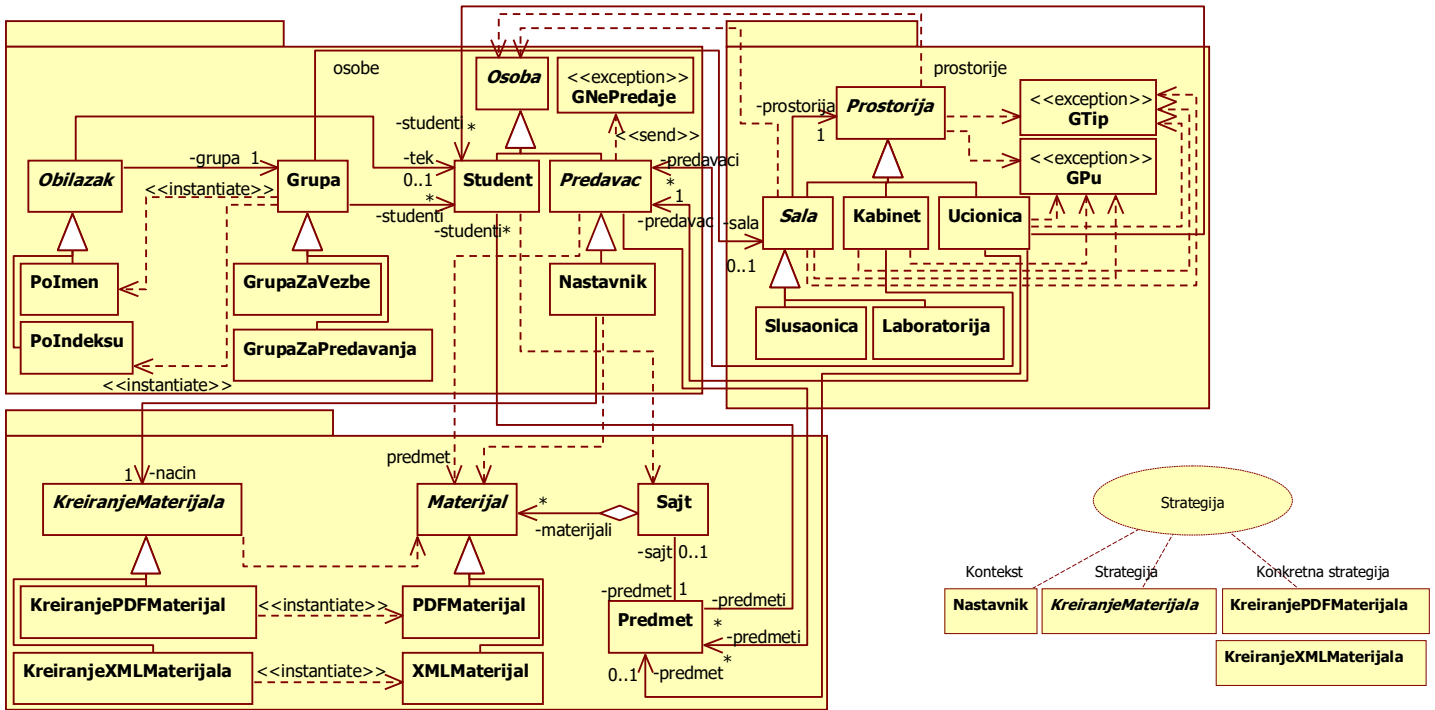 osobe
Osoba
<<exception>>
GNePredaje
-studenti
*
<<send>>
-grupa
1
-tek
0..1
Obilazak
<<instantiate>>
Grupa
*
-studenti
Student
-studenti*
Predavac
-predavaci
*
1
-predavac
PoImen
PoIndeksu
<<instantiate>>
GrupaZaVezbe
GrupaZaPredavanja
Nastavnik
prostorije
-prostorija
1
Prostorija
<<exception>>
GTip
<<exception>>
GPu
-sala
0..1
Sala
Kabinet
Ucionica
Slusaonica
Laboratorija
predmet
1
-nacin
KreiranjeMaterijala
Materijal
*
-materijali
Sajt
-sajt
0..1
-predmet
1
KreiranjePDFMaterijal
<<instantiate>>
PDFMaterijal
Predmet
-predmeti
*
-predmeti
*
KreiranjeXMLMaterijala
<<instantiate>>
XMLMaterijal
0..1
-predmet
Strategija
Kontekst
Strategija
Konkretna strategija
Nastavnik
KreiranjeMaterijala
KreiranjePDFMaterijala
KreiranjeXMLMaterijala